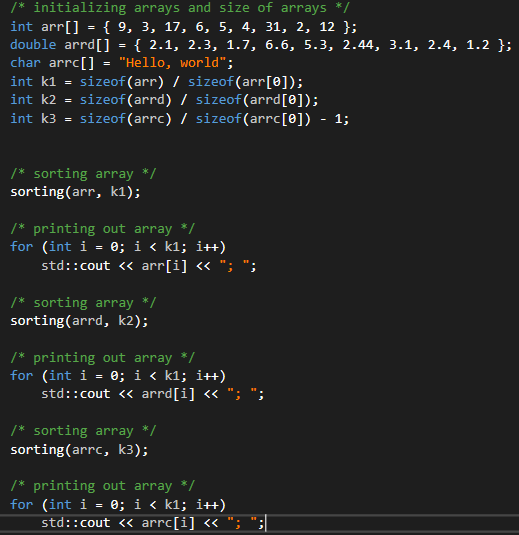 /* initializing arrays and size of arrays */
int arr[] = { 9, 3, 17, 6, 5, 4, 31, 2, 12 };
double arrd[] = { 2.1, 2.3, 1.7, 6.6, 5.3, 2.44, 3.1, 2.4, 1.2 };
char arrc[] = "Hello, world";
int k1 = sizeof(arr) / sizeof(arr[0]);
int k2 = sizeof(arrd) / sizeof(arrd[0]);
int k3 = sizeof(arrc) / sizeof(arrc[0]) - 1;
/* sorting array */
sorting(arr, k1);
/* printing out array */
for (int i = 0; i < k1; i++)
std::cout << arr[i] << "; ";
/* sorting array */
sorting(arrd, k2);
/* printing out array */
for (int i = 0; i < k1; i++)
std::cout << arrd[i] << "; ";
/* sorting array */
sorting(arrc, k3);
/* printing out array */
for (int i = 0; i < k1; i++)
std::cout << arrc[i] << "; ";